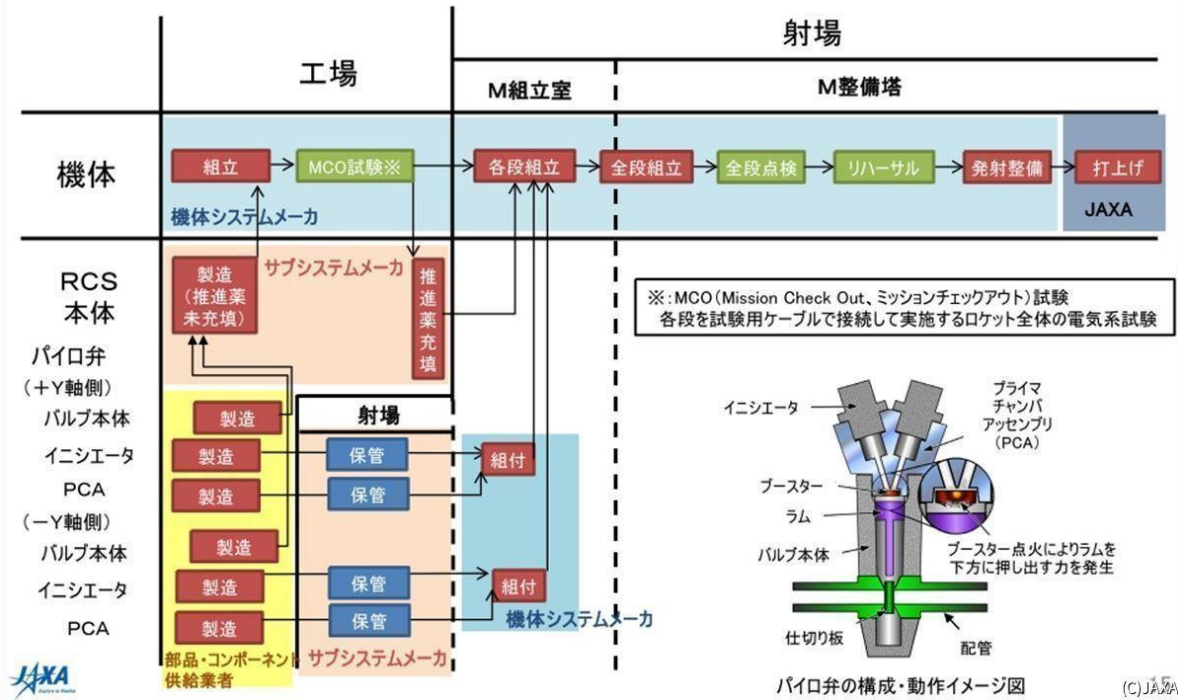 射場
工場
M組立室
M整備塔
機体
組立
MCO試験※
各段組立
全段組立
全段点検
リハーサル
発射整備
打上げ
機体システムメーカ
JAXA
RCS
本体
製造
(推進薬
未充填)
サブシステムメーカ
推進薬充填
※:MCO(Mission Check Out、ミッションチェックアウト)試験
各段を試験用ケーブルで接続して実施するロケット全体の電気系試験
パイロ弁
(+Y軸側)
バルブ本体
製造
射場
イニシエータ
製造
保管
組付
PCA
製造
保管
(-Y軸側)
バルブ本体
製造
イニシエータ
製造
保管
組付
PCA
製造
保管
機体システムメーカ
部品・コンポーネント
供給業者
サブシステムメーカ
イニシエータ
プライマ
チャンバ
アッセンブリ
(PCA)
ブースター
ラム
バルブ本体
ブースター点火によりラムを
下方に押し出す力を発生
仕切り板
配管
パイロ弁の構成・動作イメージ図
JAXA
15
(C)JAXA